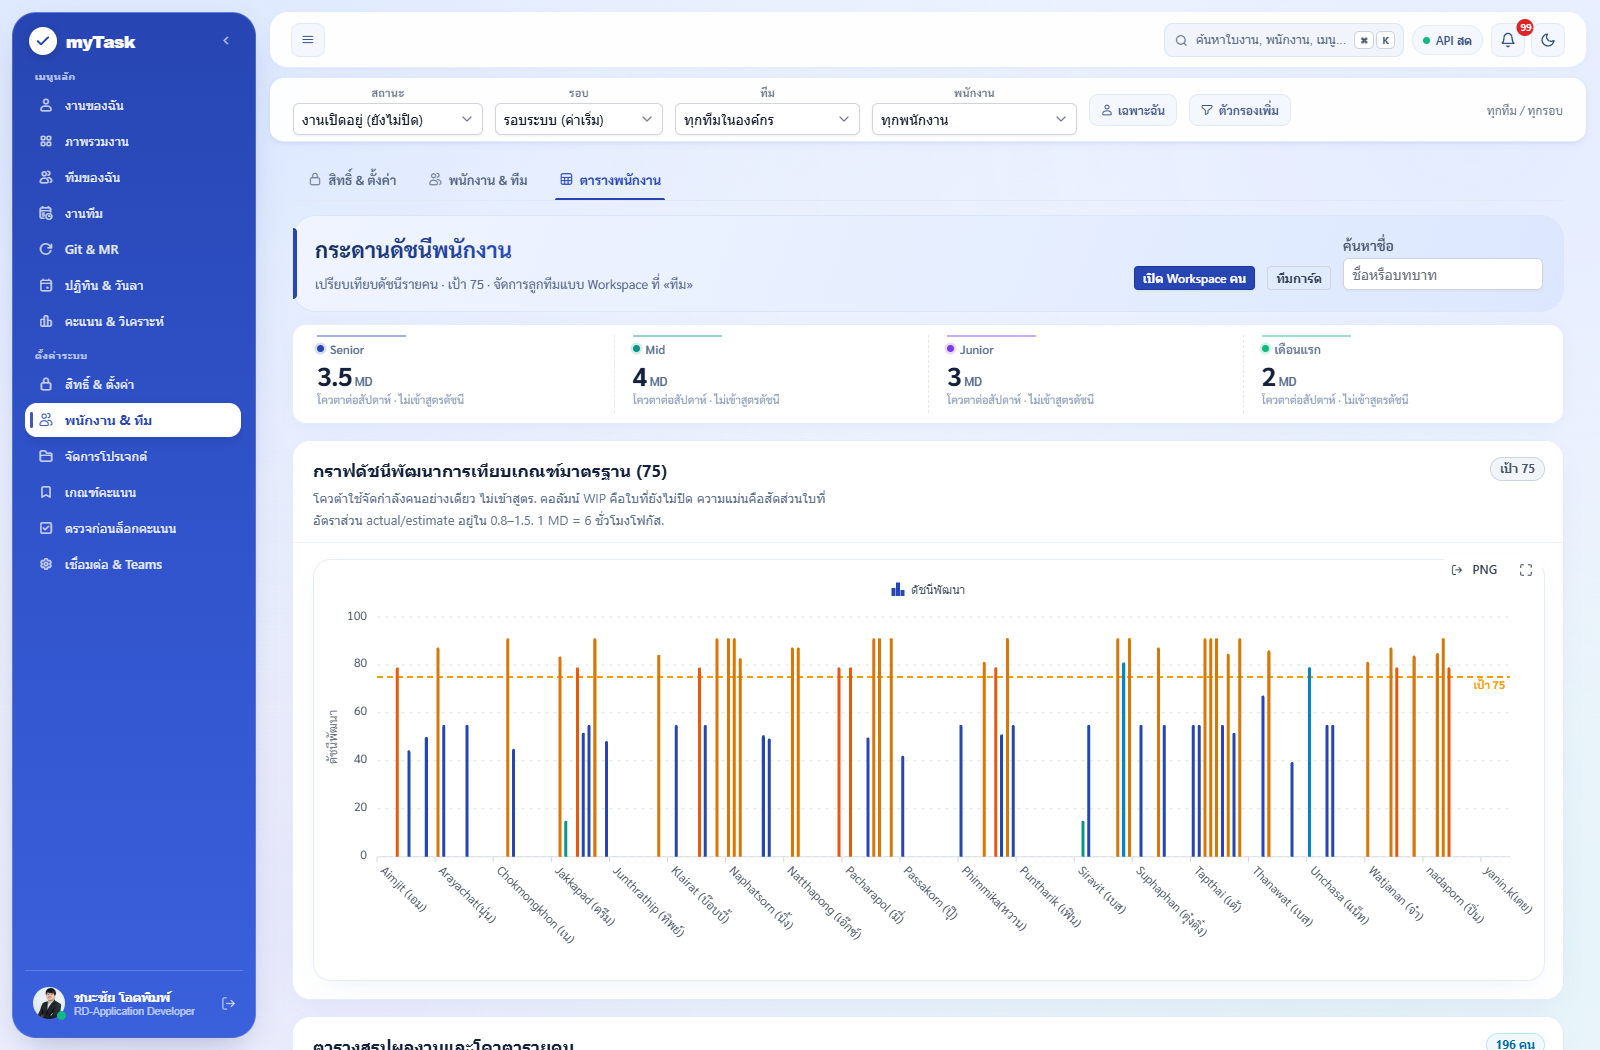 myTask
เมนูหลัก
งานของฉัน
ภาพรวมงาน
ทีมของฉัน
งานทีม
Git & MR
ปฏิทิน & วันลา
คะแนน & วิเคราะห์
ตั้งค่าระบบ
สิทธิ์ & ตั้งค่า
พนักงาน & ทีม
จัดการโปรเจกต์
เกณฑ์คะแนน
ตรวจก่อนล็อกคะแนน
เชื่อมต่อ & Teams
ชนะชัย โอตพิมพ์
RD-Application Developer
ค้นหาใบงาน, พนักงาน, เมนู... ⌘ K
API สด
99
สถานะ รอบ ทีม พนักงาน
งานเปิดอยู่ (ยังไม่ปิด) รอบระบบ (ค่าเริ่ม) ทุกทีมในองค์กร ทุกพนักงาน
เฉพาะฉัน ตัวกรองเพิ่ม
ทุกทีม / ทุกรอบ
สิทธิ์ & ตั้งค่า พนักงาน & ทีม ตารางพนักงาน
กระดานดัชนีพนักงาน
เปรียบเทียบดัชนีรายคน · เป้า 75 · จัดการลูกทีมแบบ Workspace ที่ «ทีม»
เปิด Workspace คน ทีมการ์ด
ค้นหาชื่อ
ชื่อหรือบทบาท
Senior
3.5 MD
โควตาต่อสัปดาห์ · ไม่เข้าสูตรดัชนี
Mid
4 MD
โควตาต่อสัปดาห์ · ไม่เข้าสูตรดัชนี
Junior
3 MD
โควตาต่อสัปดาห์ · ไม่เข้าสูตรดัชนี
เดือนแรก
2 MD
โควตาต่อสัปดาห์ · ไม่เข้าสูตรดัชนี
กราฟดัชนีพัฒนาการเทียบเกณฑ์มาตรฐาน (75)
เป้า 75
โควต้าใช้จัดกำลังคนอย่างเดียว ไม่เข้าสูตร. คอลัมน์ WIP คือใบที่ยังไม่ปิด ความแม่นคือสัดส่วนใบที่
อัตราส่วน actual/estimate อยู่ใน 0.8–1.5. 1 MD = 6 ชั่วโมงโฟกัส.
PNG
ดัชนีพัฒนา
ดัชนีพัฒนา
100
80
60
40
20
0
เป้า 75
Aimjit (เอม)
Arayachat(นุ่น)
Chokmongkhon (เน)
Jakkapad (ครีม)
Junthrathip (ทิพย์)
Klairat (น๊อบบี้)
Naphatsorn (นิ้ง)
Natthapong (เอ๊กซ์)
Pacharapol (มี่)
Passakorn (ปุ๊)
Phimmika(หวาน)
Puntharik (เฟิน)
Siravit (เบส)
Suphaphan (ตุ๋งติ๋ง)
Tapthai (เต้)
Thanawat (เบส)
Unchasa (แน็ท)
Watjanan (จ๋า)
nadaporn (ปิ่น)
yanin.k(เตย)
ตารางสรุปผลงานและโควตารายคน
196 คน